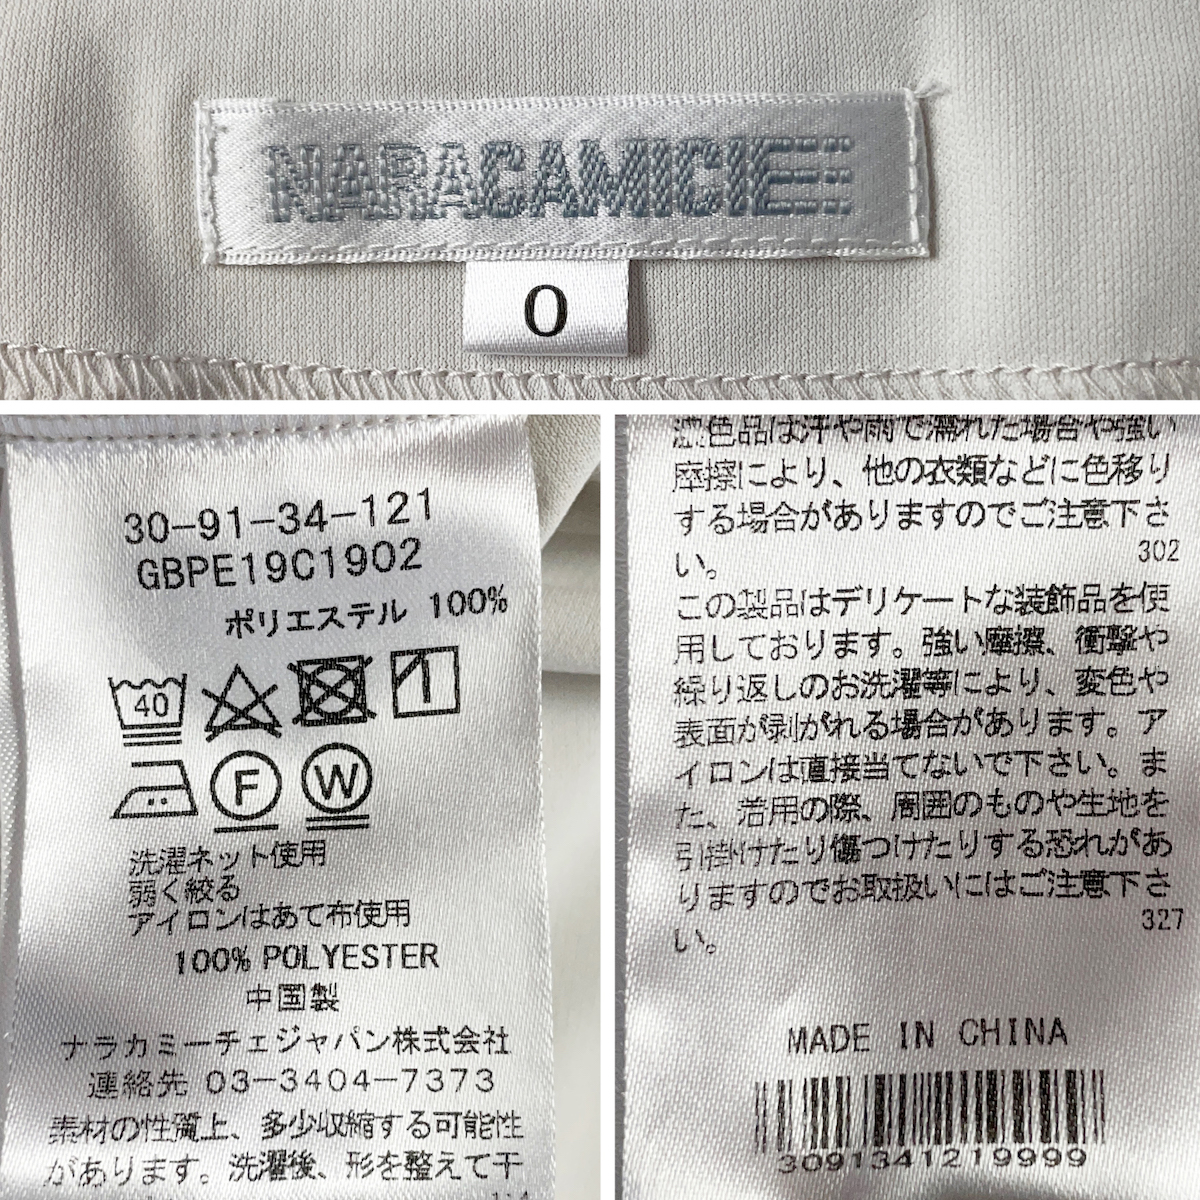 NARACAMICIE
0
30-91-34-121
GBPE19C1902
ポリエステル 100%
40
F W
洗濯ネット使用
弱く絞る
アイロンはあて布使用
100% POLYESTER
中国製
ナラカミーチェジャパン株式会社
連絡先 03-3404-7373
素材の性質上、多少収縮する可能性
があります。洗濯後、形を整えて干
濃色品は汗や雨で濡れた場合や強い
摩擦により、他の衣類などに色移り
する場合がありますのでご注意下さ
い。
302
この製品はデリケートな装飾品を使
用しております。強い摩擦、衝撃や
繰り返しのお洗濯等により、変色や
表面が剥がれる場合があります。ア
イロンは直接当てないで下さい。ま
た、着用の際、周囲のものや生地を
引掛けたり傷つけたりする恐れがあ
りますのでお取扱いにはご注意下さ
い。
327
MADE IN CHINA
3091341219999